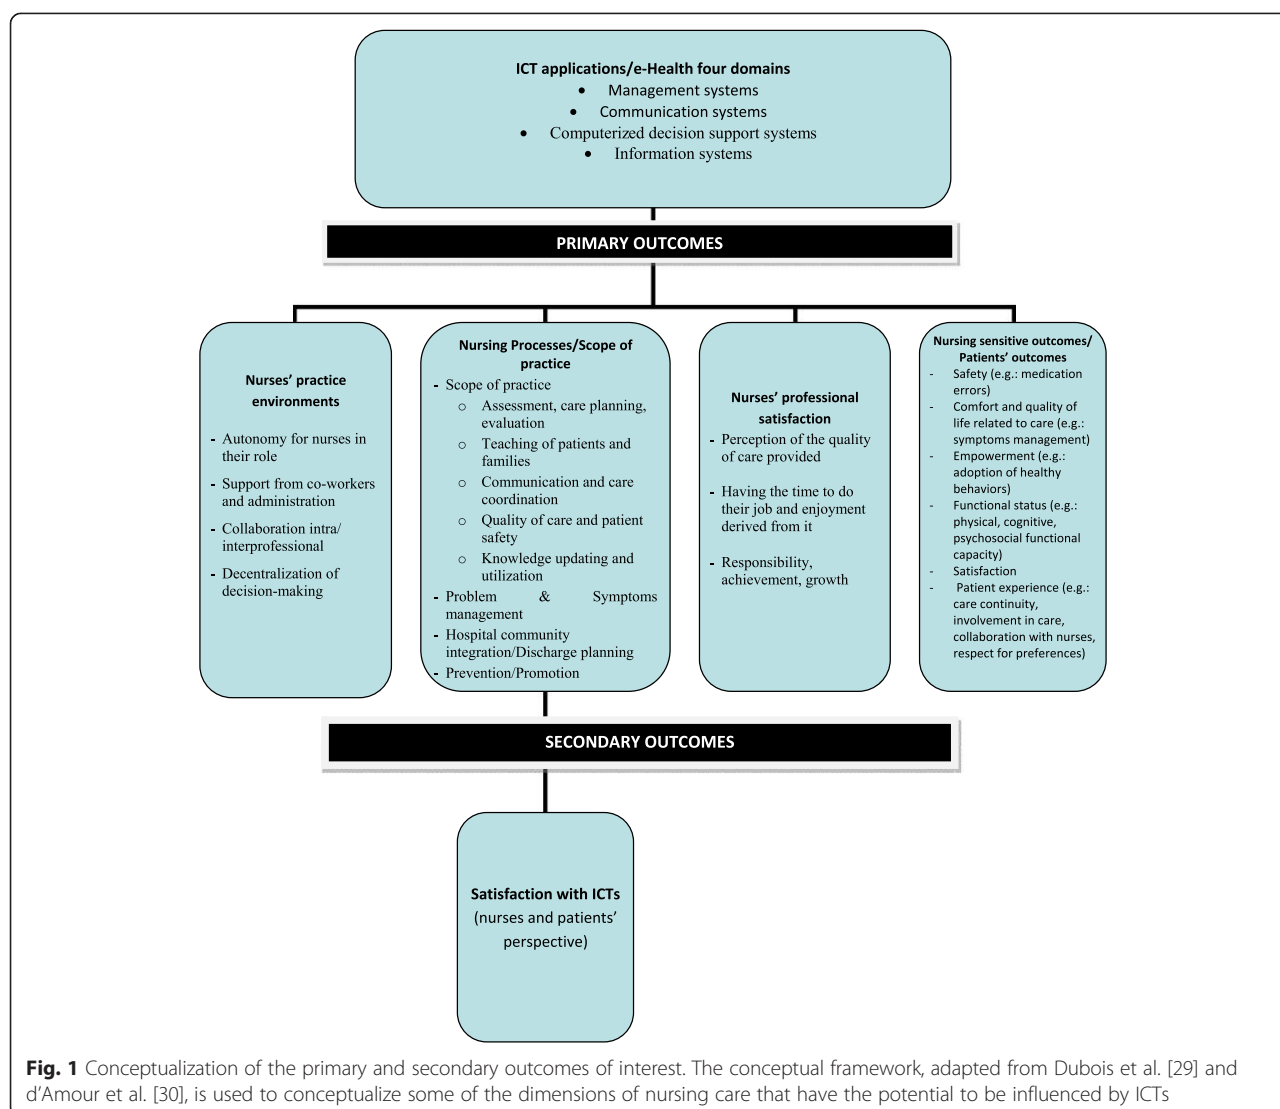 ICT applications/e-Health four domains
• Management systems
• Communication systems
• Computerized decision support systems
• Information systems
PRIMARY OUTCOMES
Nurses’ practice
environments
- Autonomy for nurses in
their role
- Support from co-workers
and administration
- Collaboration intra/
interprofessional
- Decentralization of
decision-making
Nursing Processes/Scope of
practice
- Scope of practice
o Assessment, care planning,
evaluation
o Teaching of patients and
families
o Communication and care
coordination
o Quality of care and patient
safety
o Knowledge updating and
utilization
- Problem & Symptoms
management
- Hospital community
integration/Discharge planning
- Prevention/Promotion
Nurses’ professional
satisfaction
- Perception of the quality
of care provided
- Having the time to do
their job and enjoyment
derived from it
- Responsibility,
achievement, growth
Nursing sensitive outcomes/
Patients’ outcomes
- Safety (e.g.: medication
errors)
- Comfort and quality of
life related to care (e.g.:
symptoms management)
- Empowerment (e.g.:
adoption of healthy
behaviors)
- Functional status (e.g.:
physical, cognitive,
psychosocial functional
capacity)
- Satisfaction
- Patient experience (e.g.:
care continuity,
involvement in care,
collaboration with nurses,
respect for preferences)
SECONDARY OUTCOMES
Satisfaction with ICTs
(nurses and patients’
perspective)
Fig. 1 Conceptualization of the primary and secondary outcomes of interest. The conceptual framework, adapted from Dubois et al. [29] and
d’Amour et al. [30], is used to conceptualize some of the dimensions of nursing care that have the potential to be influenced by ICTs